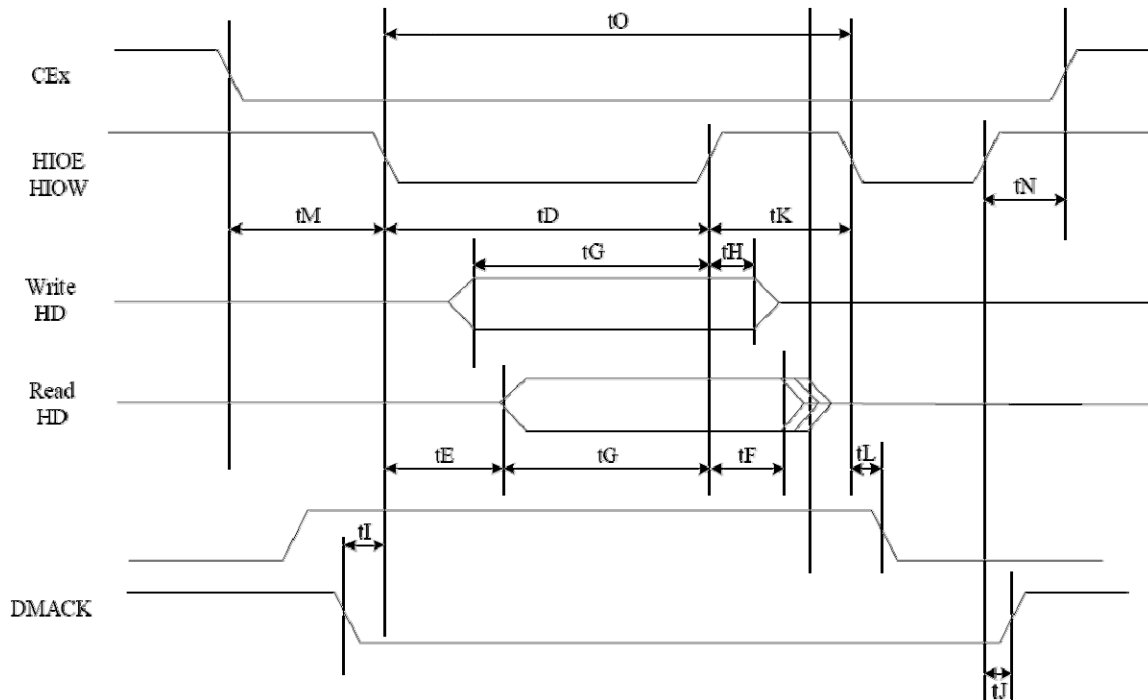 tO
CEx
HIOE
HIOW
tN
tM
tD
tK
tG
tH
Write
HD
Read
HD
tE
tG
tF
tL
tI
DMACK
tJ